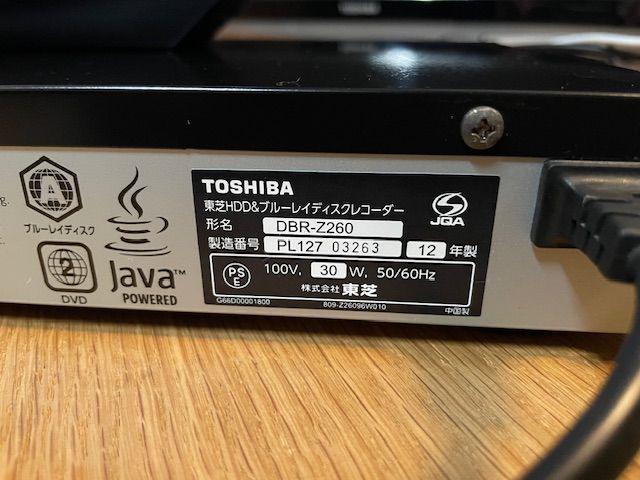 ng.
A
ブルーレイディスク
2
DVD
Java™
POWERED
TOSHIBA
東芝HDD&ブルーレイディスクレコーダー
形名 DBR-Z260
製造番号 PL127 03263 12 年製
JQA
PS
E
100V, 30 W, 50/60Hz
株式会社 東芝
G66D00001800
809-Z26096W010
中国製